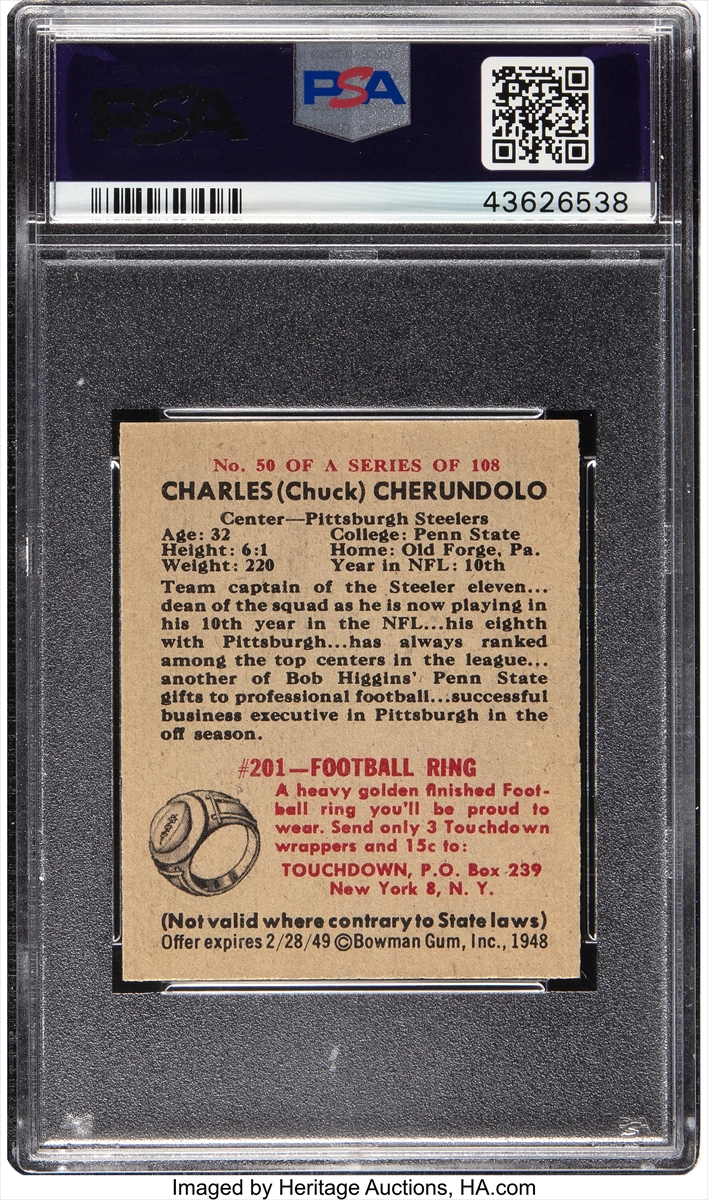 PSA
PSA
43626538
No. 50 OF A SERIES OF 108
CHARLES (Chuck) CHERUNDOLO
Center—Pittsburgh Steelers
Age: 32 College: Penn State
Height: 6:1 Home: Old Forge, Pa.
Weight: 220 Year in NFL: 10th
Team captain of the Steeler eleven...
dean of the squad as he is now playing in
his 10th year in the NFL...his eighth
with Pittsburgh...has always ranked
among the top centers in the league...
another of Bob Higgins' Penn State
gifts to professional football...successful
business executive in Pittsburgh in the
off season.
#201—FOOTBALL RING
A heavy golden finished Foot-
ball ring you'll be proud to
wear. Send only 3 Touchdown
wrappers and 15c to:
TOUCHDOWN, P.O. Box 239
New York 8, N. Y.
(Not valid where contrary to State laws)
Offer expires 2/28/49 ©Bowman Gum, Inc., 1948
PSA
Imaged by Heritage Auctions, HA.com